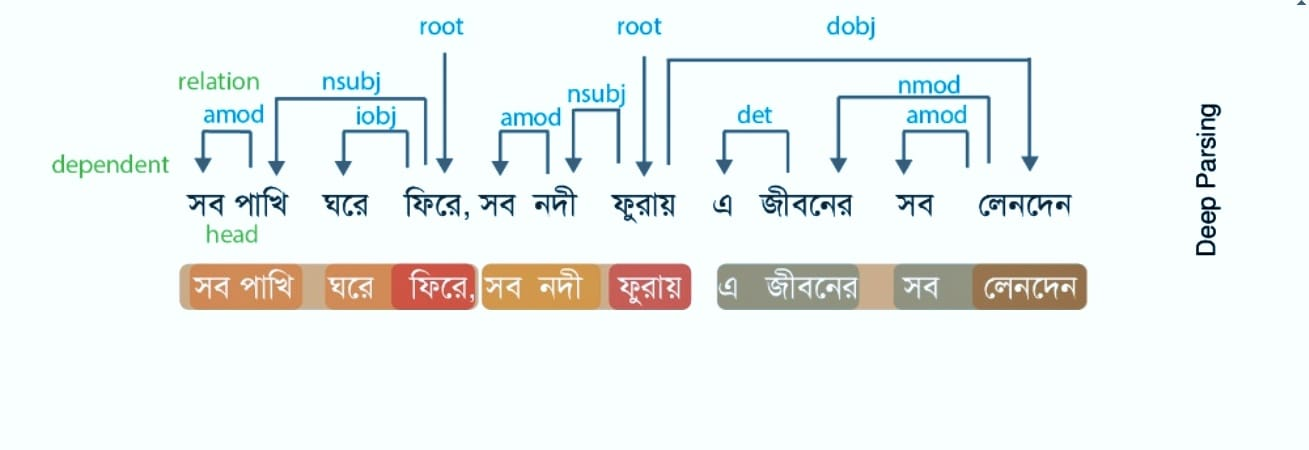 root root dobj
relation nsubj nsubj nmod
amod iobj amod det amod
dependent
সব পাখি ঘরে ফিরে, সব নদী ফুরায় এ জীবনের সব লেনদেন
head
সব পাখি ঘরে ফিরে, সব নদী ফুরায় এ জীবনের সব লেনদেন
Deep Parsing